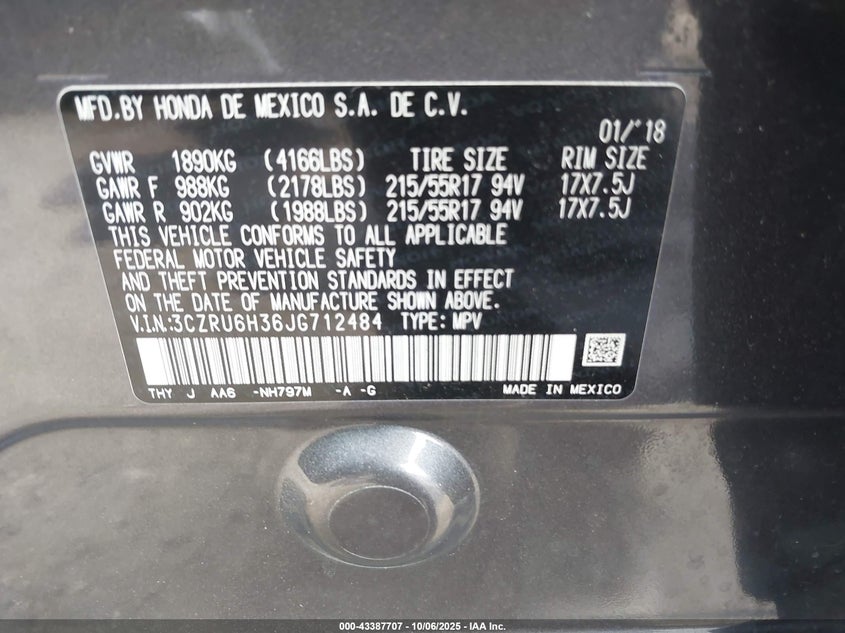 MFD.BY HONDA DE MEXICO S.A. DE C.V.
01/'18
GVWR 1890KG (4166LBS) TIRE SIZE RIM SIZE
GAWR F 988KG (2178LBS) 215/55R17 94V 17X7.5J
GAWR R 902KG (1988LBS) 215/55R17 94V 17X7.5J
THIS VEHICLE CONFORMS TO ALL APPLICABLE
FEDERAL MOTOR VEHICLE SAFETY
AND THEFT PREVENTION STANDARDS IN EFFECT
ON THE DATE OF MANUFACTURE SHOWN ABOVE.
V.I.N.:3CZRU6H36JG712484 TYPE: MPV
THY J AA6 -NH797M -A -G MADE IN MEXICO
000-43387707 - 10/06/2025 - IAA Inc.